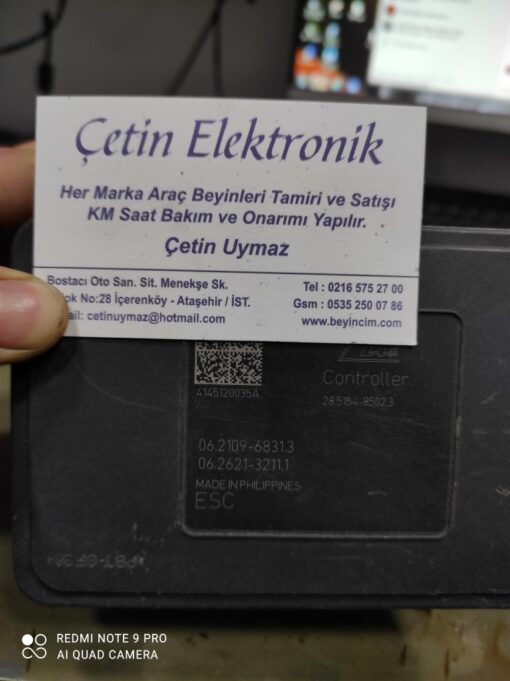 Çetin Elektronik
Her Marka Araç Beyinleri Tamiri ve Satışı
KM Saat Bakım ve Onarımı Yapılır.
Çetin Uymaz
Bostacı Oto San. Sit. Menekşe Sk.
No:28 İçerenköy - Ataşehir / İST.
cetinuymaz@hotmail.com
Tel : 0216 575 27 00
Gsm : 0535 250 07 86
www.beyincim.com
4145120035A
Controller
28.5154-8502.3
06.2109-6831.3
06.2621-3211.1
MADE IN PHILIPPINES
ESC
REDMI NOTE 9 PRO
AI QUAD CAMERA